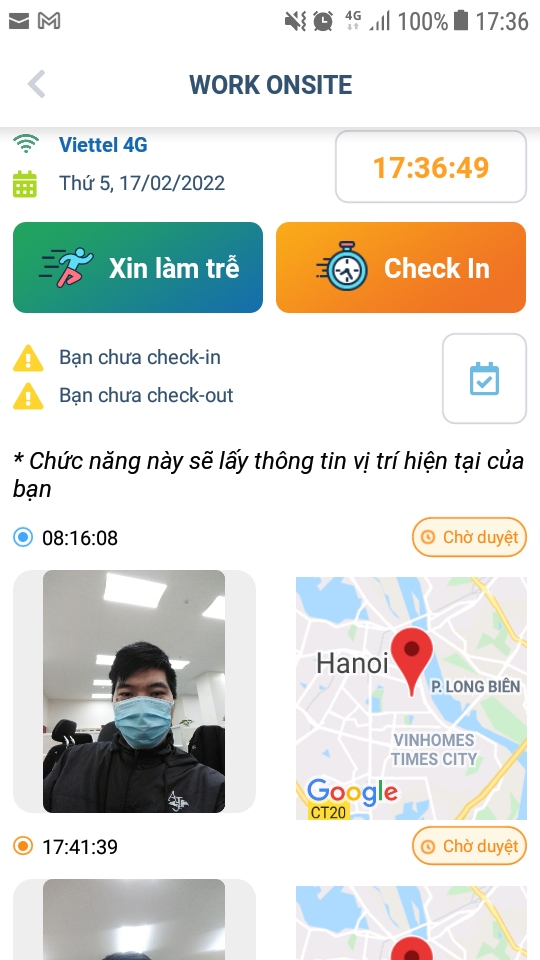 4G 100% 17:36
WORK ONSITE
Viettel 4G
17:36:49
Thứ 5, 17/02/2022
Xin làm trễ
Check In
Bạn chưa check-in
Bạn chưa check-out
* Chức năng này sẽ lấy thông tin vị trí hiện tại của
bạn
08:16:08
Chờ duyệt
Hanoi
P. LONG BIÊN
VINHOMES
TIMES CITY
Google
CT20
17:41:39
Chờ duyệt